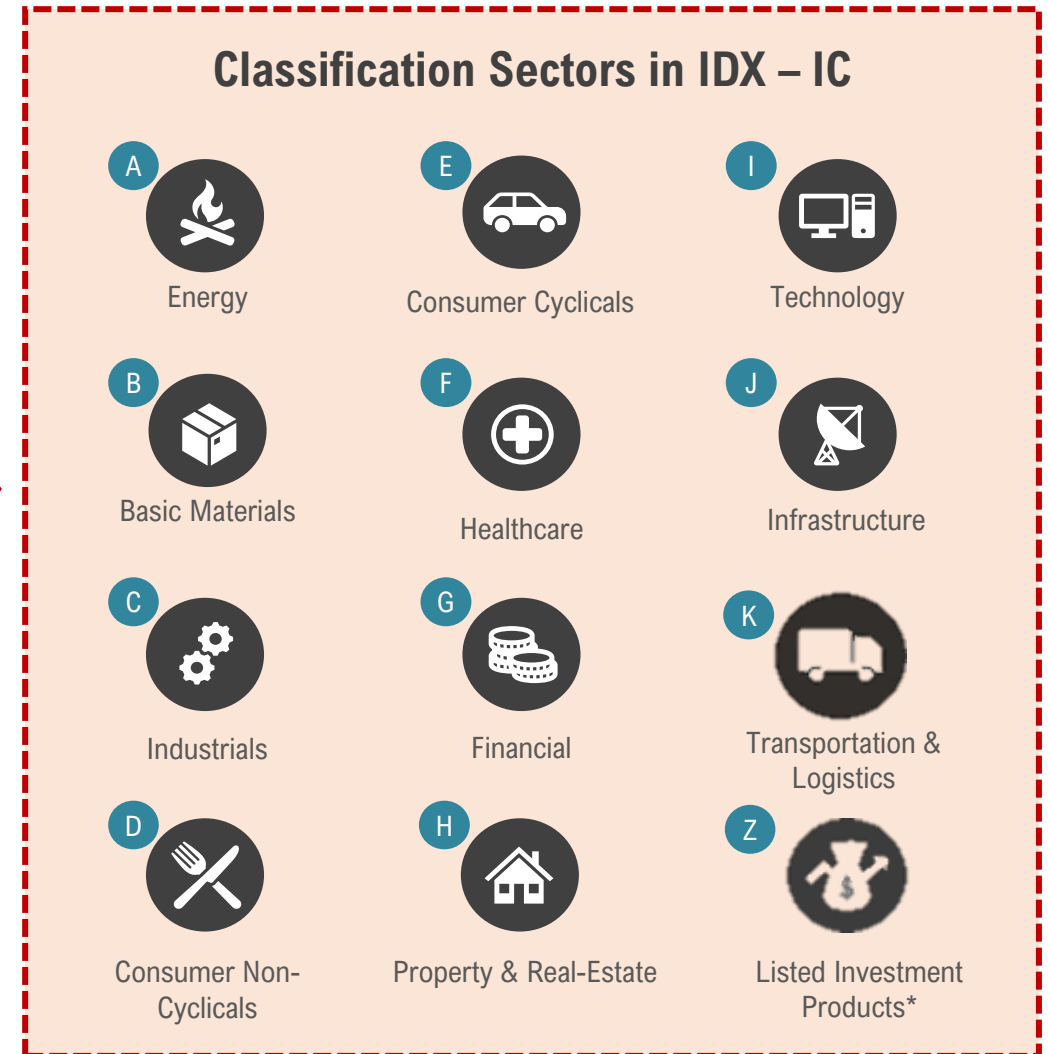 Classification Sectors in IDX – IC
A
Energy
E
Consumer Cyclicals
I
Technology
B
Basic Materials
F
Healthcare
J
Infrastructure
C
Industrials
G
Financial
K
Transportation &
Logistics
D
Consumer Non-
Cyclicals
H
Property & Real-Estate
Z
$
Listed Investment
Products*